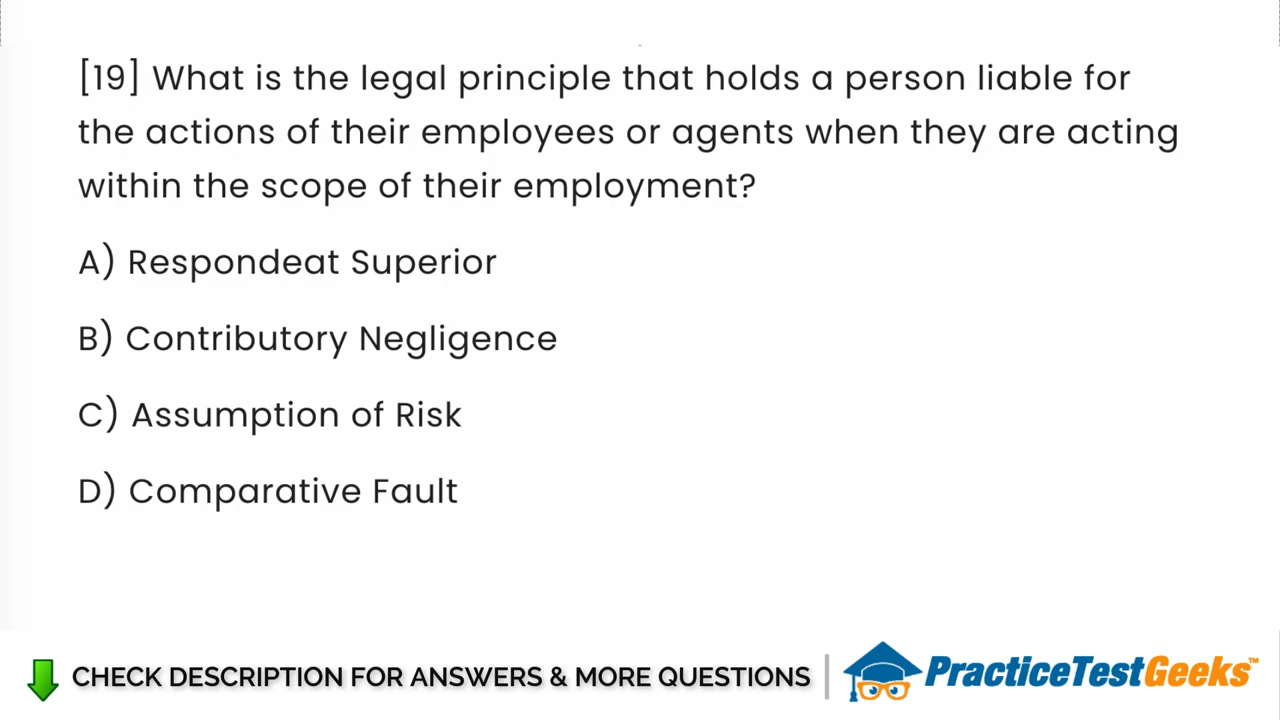 [19] What is the legal principle that holds a person liable for
the actions of their employees or agents when they are acting
within the scope of their employment?
A) Respondeat Superior
B) Contributory Negligence
C) Assumption of Risk
D) Comparative Fault
CHECK DESCRIPTION FOR ANSWERS & MORE QUESTIONS
PracticeTestGeeks™